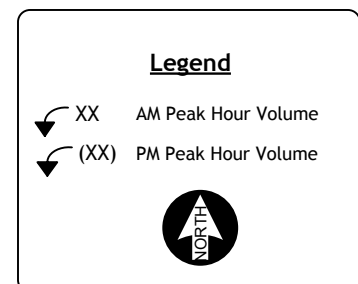 Legend
XX AM Peak Hour Volume
(XX) PM Peak Hour Volume
NORTH